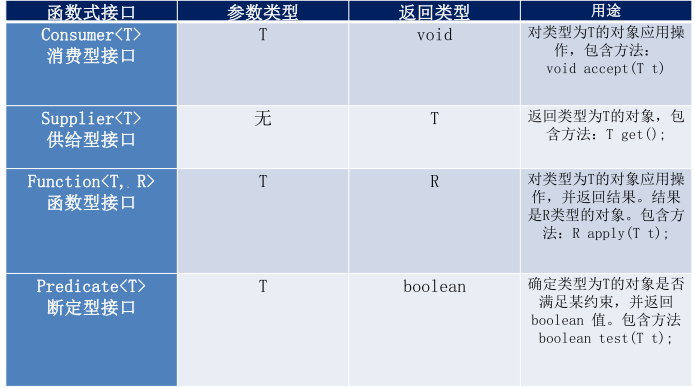 函数式接口 参数类型 返回类型 用途
Consumer<T>
消费型接口
T
void
对类型为T的对象应用操
作，包含方法：
void accept(T t)
Supplier<T>
供给型接口
无
T
返回类型为T的对象，包
含方法：T get();
Function<T, R>
函数型接口
T
R
对类型为T的对象应用操
作，并返回结果。结果
是R类型的对象。包含方
法：R apply(T t);
Predicate<T>
断定型接口
T
boolean
确定类型为T的对象是否
满足某约束，并返回
boolean 值。包含方法
boolean test(T t);